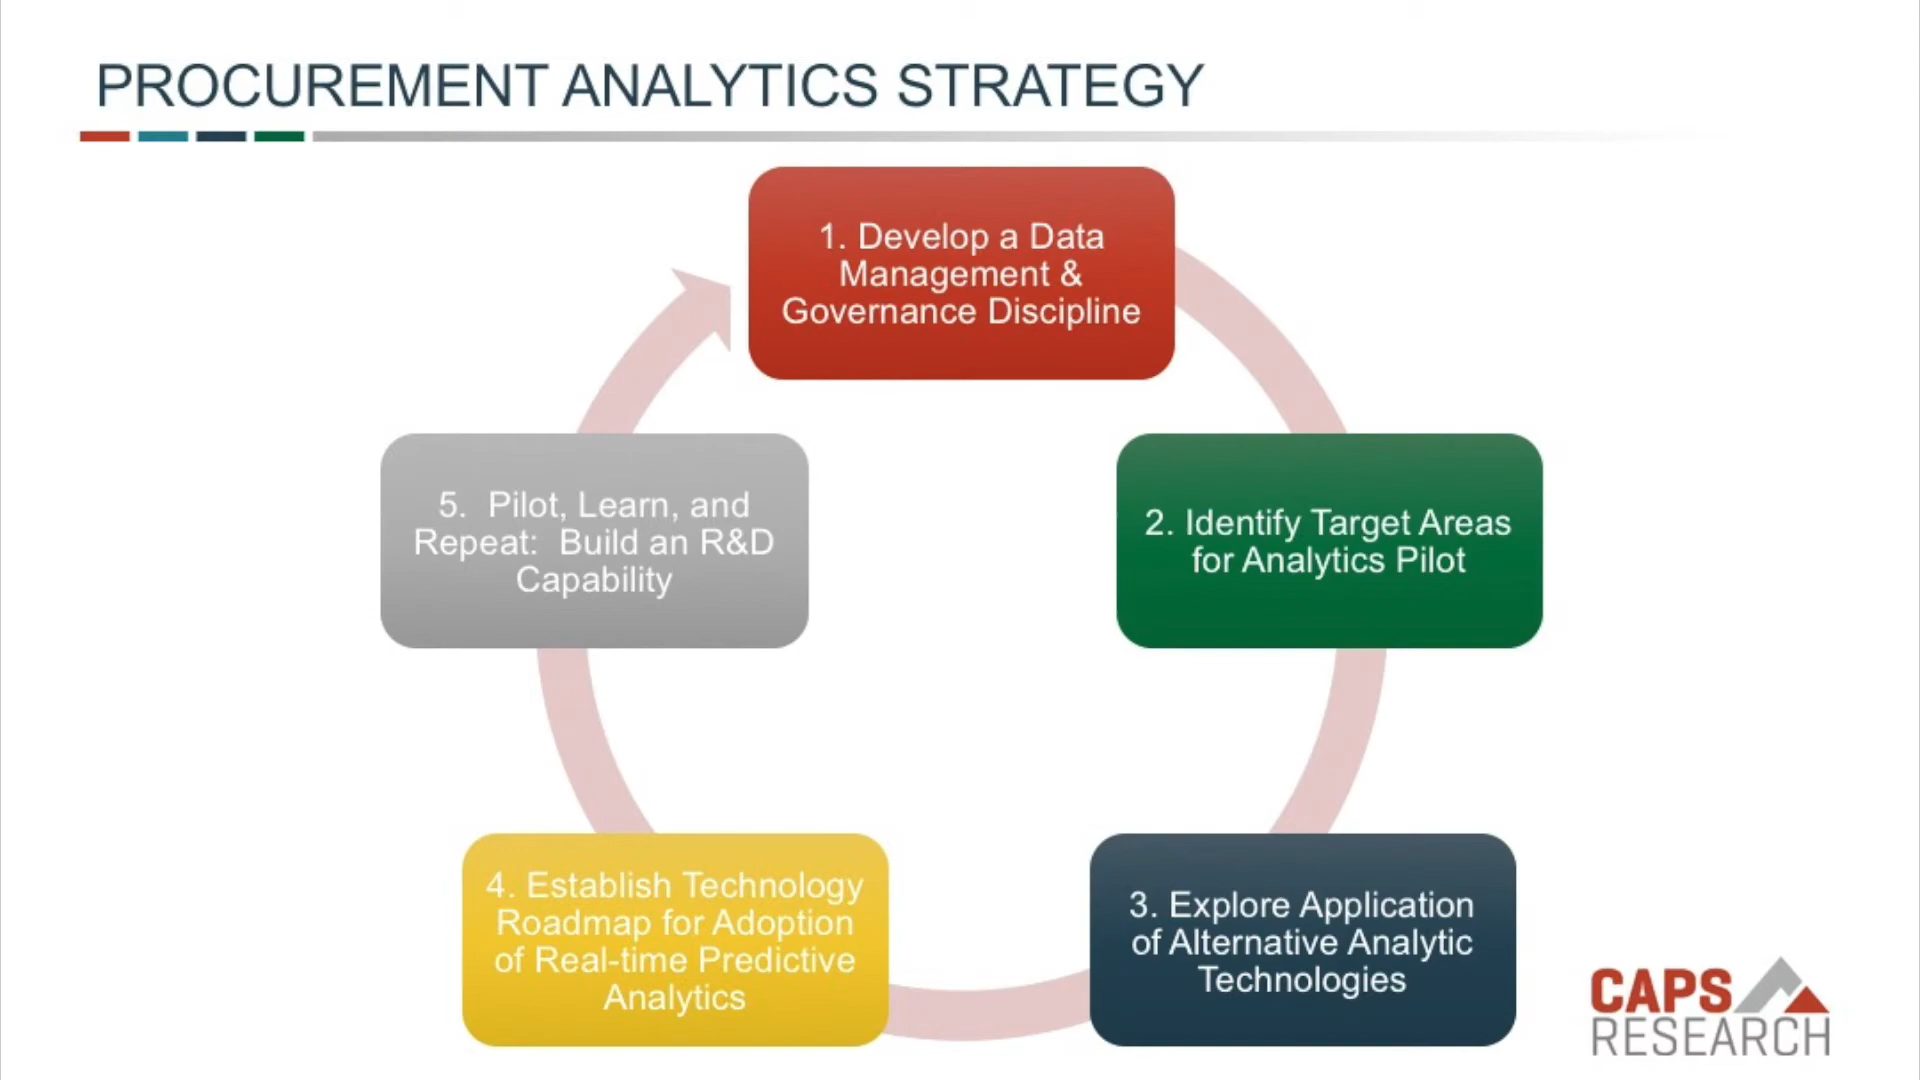 PROCUREMENT ANALYTICS STRATEGY
1. Develop a Data
Management &
Governance Discipline
2. Identify Target Areas
for Analytics Pilot
3. Explore Application
of Alternative Analytic
Technologies
4. Establish Technology
Roadmap for Adoption
of Real-time Predictive
Analytics
5.  Pilot, Learn, and
Repeat:  Build an R&D
Capability
CAPS
RESEARCH